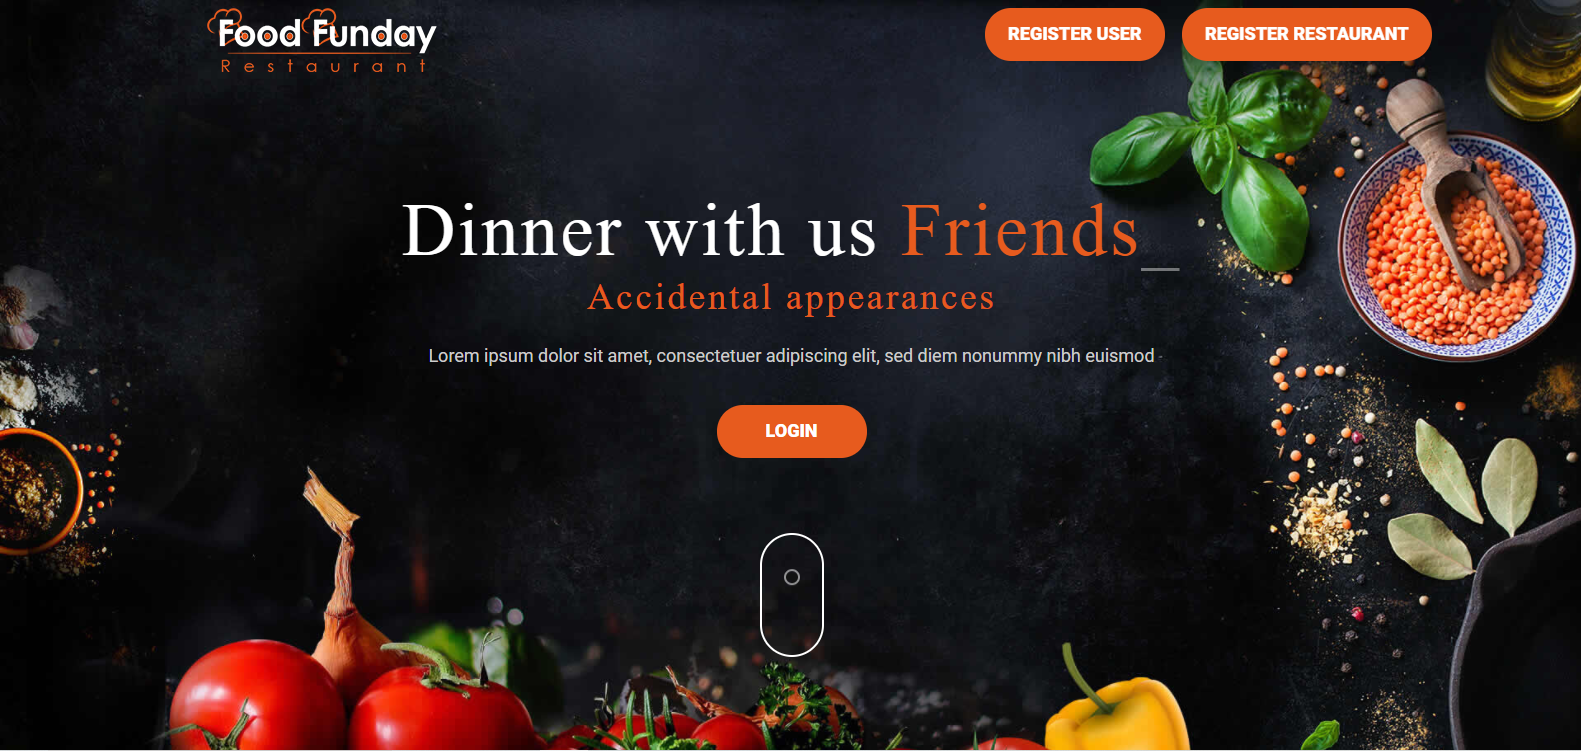 Food Funday
Restaurant
REGISTER USER
REGISTER RESTAURANT
Dinner with us Friends_
Accidental appearances
Lorem ipsum dolor sit amet, consectetuer adipiscing elit, sed diem nonummy nibh euismod
LOGIN